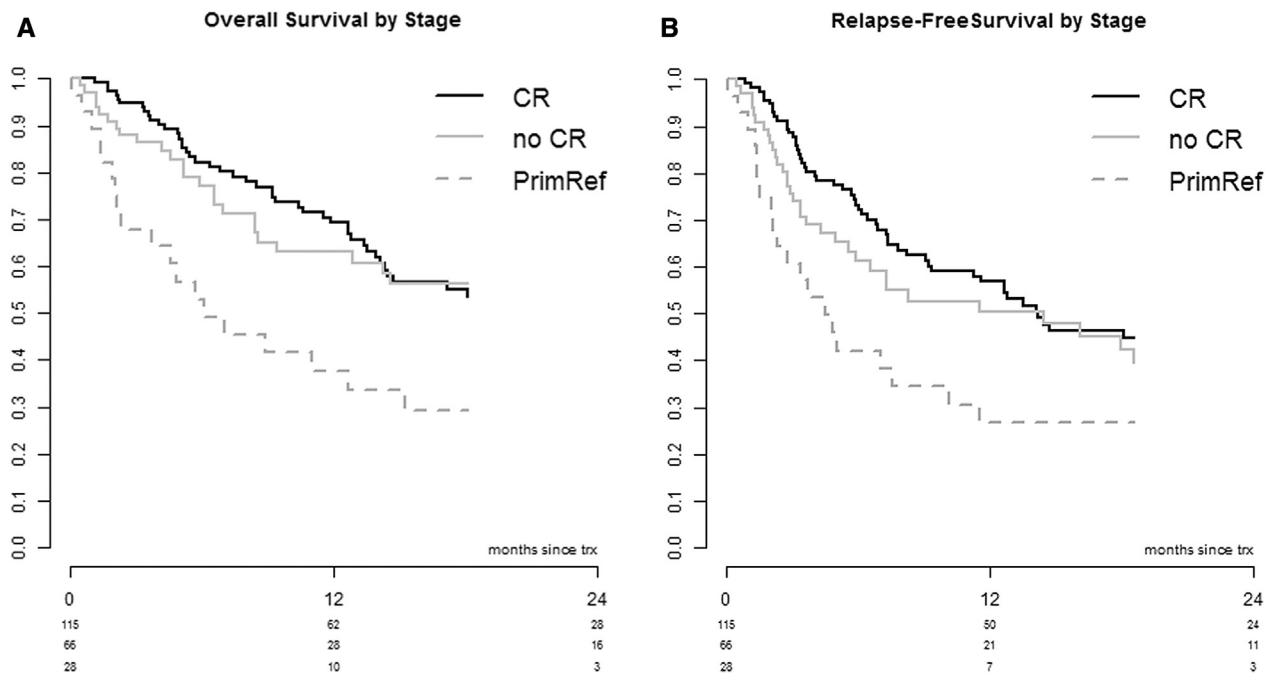 A
Overall Survival by Stage
1.0
0.9
0.8
0.7
0.6
0.5
0.4
0.3
0.2
0.1
0.0
CR
no CR
PrimRef
months since trx
0 12 24
115 62 28
66 28 16
28 10 3
B
Relapse-FreeSurvival by Stage
1.0
0.9
0.8
0.7
0.6
0.5
0.4
0.3
0.2
0.1
0.0
CR
no CR
PrimRef
months since trx
0 12 24
115 50 24
66 21 11
28 7 3